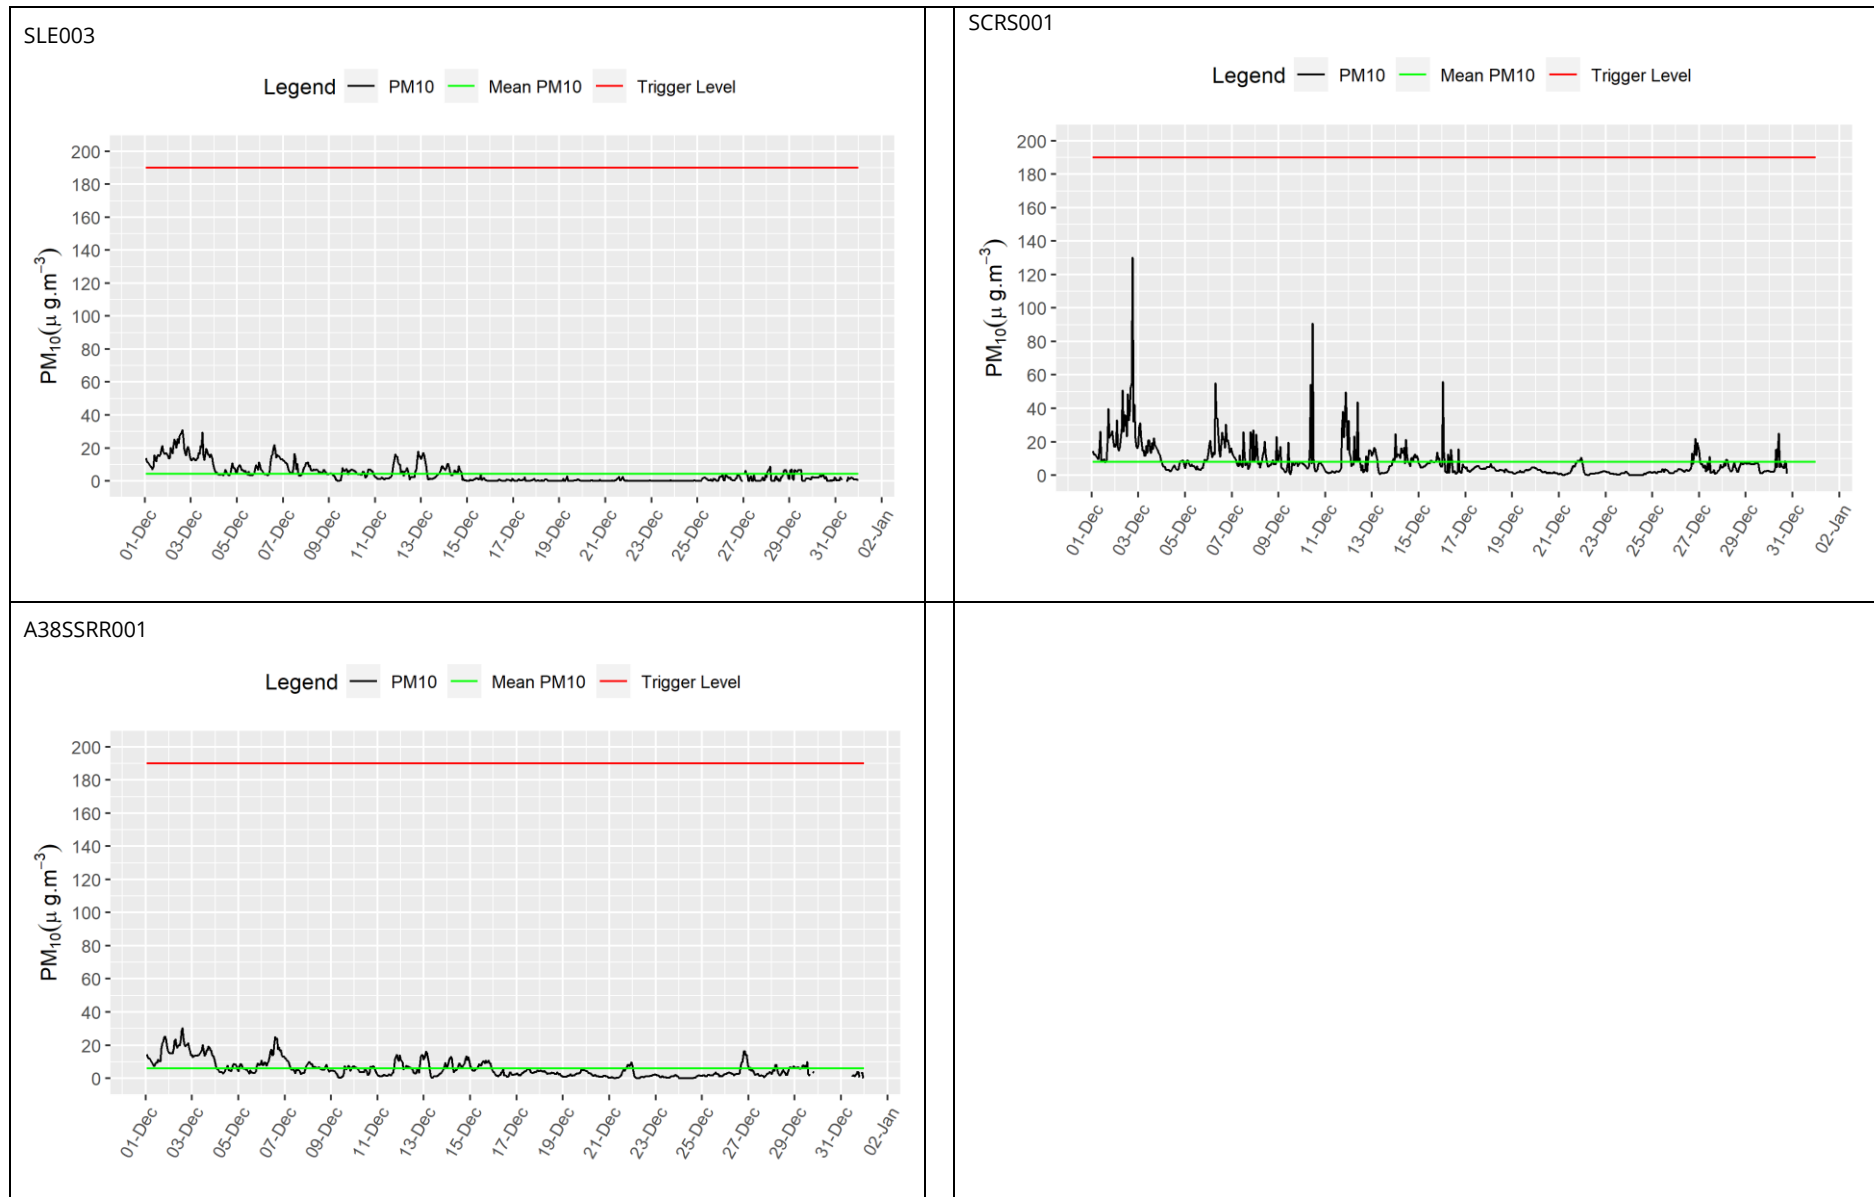 SLE003
Legend PM10 Mean PM10 Trigger Level
PM10(μ g.m−3)
200
180
160
140
120
100
80
60
40
20
0
01-Dec 03-Dec 05-Dec 07-Dec 09-Dec 11-Dec 13-Dec 15-Dec 17-Dec 19-Dec 21-Dec 23-Dec 25-Dec 27-Dec 29-Dec 31-Dec 02-Jan
SCRS001
Legend PM10 Mean PM10 Trigger Level
PM10(μ g.m−3)
200
180
160
140
120
100
80
60
40
20
0
01-Dec 03-Dec 05-Dec 07-Dec 09-Dec 11-Dec 13-Dec 15-Dec 17-Dec 19-Dec 21-Dec 23-Dec 25-Dec 27-Dec 29-Dec 31-Dec 02-Jan
A38SSRR001
Legend PM10 Mean PM10 Trigger Level
PM10(μ g.m−3)
200
180
160
140
120
100
80
60
40
20
0
01-Dec 03-Dec 05-Dec 07-Dec 09-Dec 11-Dec 13-Dec 15-Dec 17-Dec 19-Dec 21-Dec 23-Dec 25-Dec 27-Dec 29-Dec 31-Dec 02-Jan